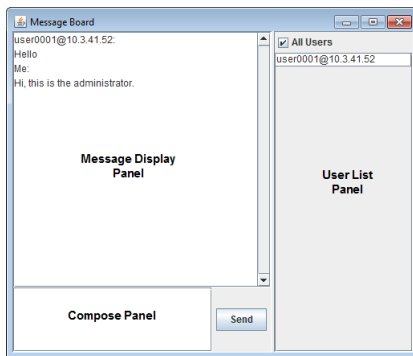 Message Board
user0001@10.3.41.52:
Hello
Me:
Hi, this is the administrator.
Message Display
Panel
All Users
user0001@10.3.41.52
User List
Panel
Compose Panel
Send